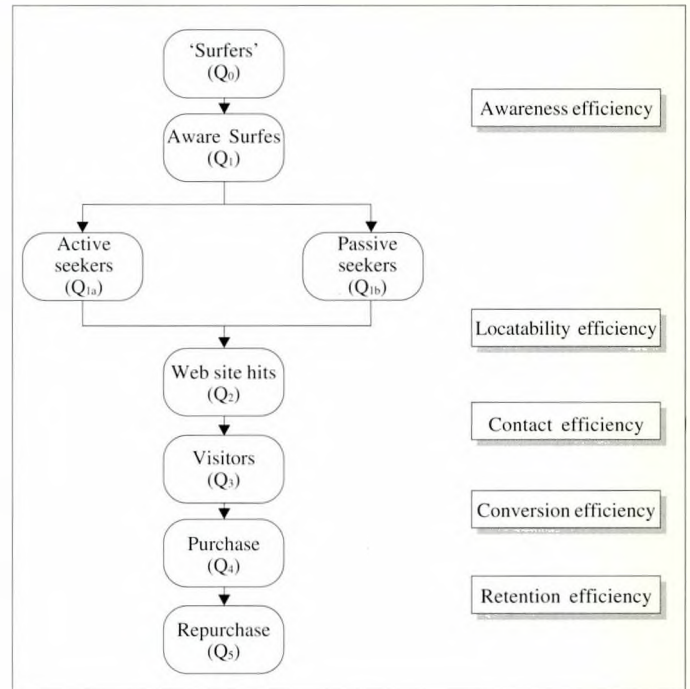 ‘Surfers’
(Q₀)
Awareness efficiency
Aware Surfes
(Q₁)
Active
seekers
(Q₁ₐ)
Passive
seekers
(Q₁b)
Locatability efficiency
Web site hits
(Q₂)
Contact efficiency
Visitors
(Q₃)
Conversion efficiency
Purchase
(Q₄)
Retention efficiency
Repurchase
(Q₅)